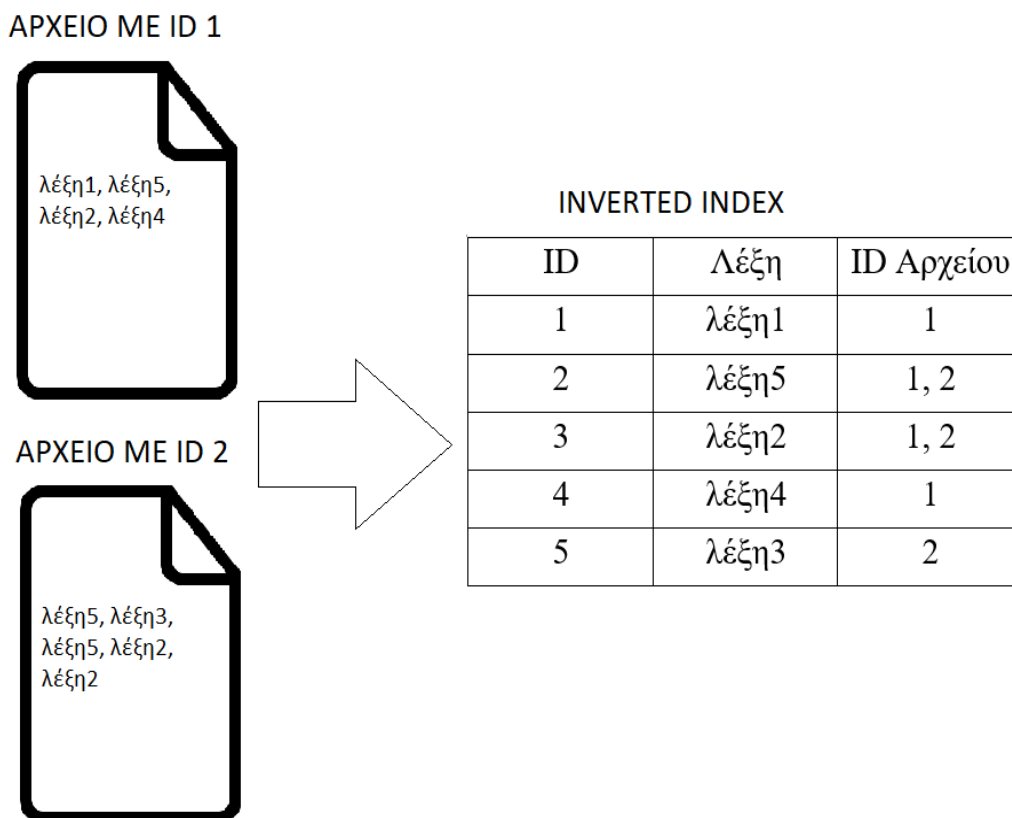 ΑΡΧΕΙΟ ΜΕ ID 1
λέξη1, λέξη5,
λέξη2, λέξη4
ΑΡΧΕΙΟ ΜΕ ID 2
λέξη5, λέξη3,
λέξη5, λέξη2,
λέξη2
INVERTED INDEX
ID Λέξη ID Αρχείου
1 λέξη1 1
2 λέξη5 1, 2
3 λέξη2 1, 2
4 λέξη4 1
5 λέξη3 2